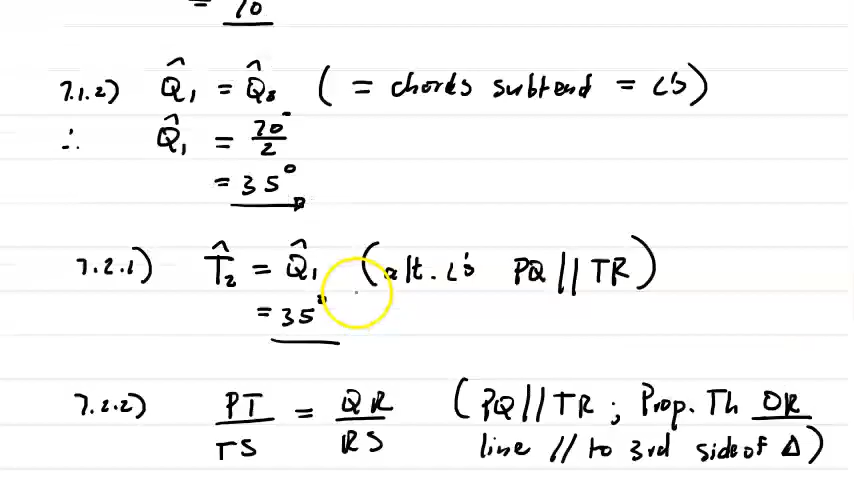 = 70
7.1.2) Q̂₁ = Q̂₂ ( = chords subtend = ∠'s)
∴ Q̂₁ = 70°/2
= 35°
7.2.1) T̂₂ = Q̂₁ (alt. ∠'s PQ // TR)
= 35°
7.2.2) PT/TS = QR/RS (PQ // TR ; Prop. Th OR
line // to 3rd side of Δ)